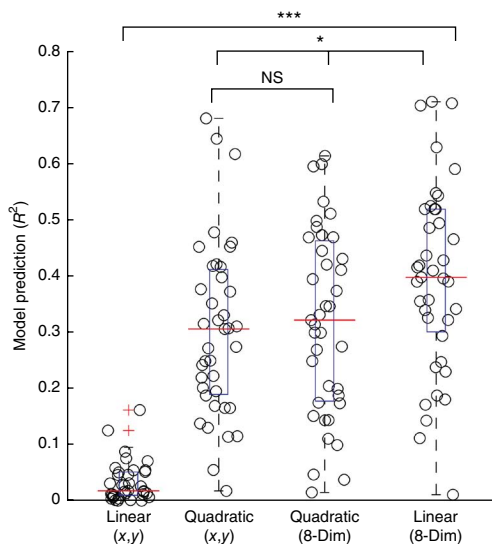 ***
*
NS
0.8
0.7
0.6
0.5
0.4
0.3
0.2
0.1
0
Model prediction (R²)
Linear Quadratic Quadratic Linear
(x,y) (x,y) (8-Dim) (8-Dim)